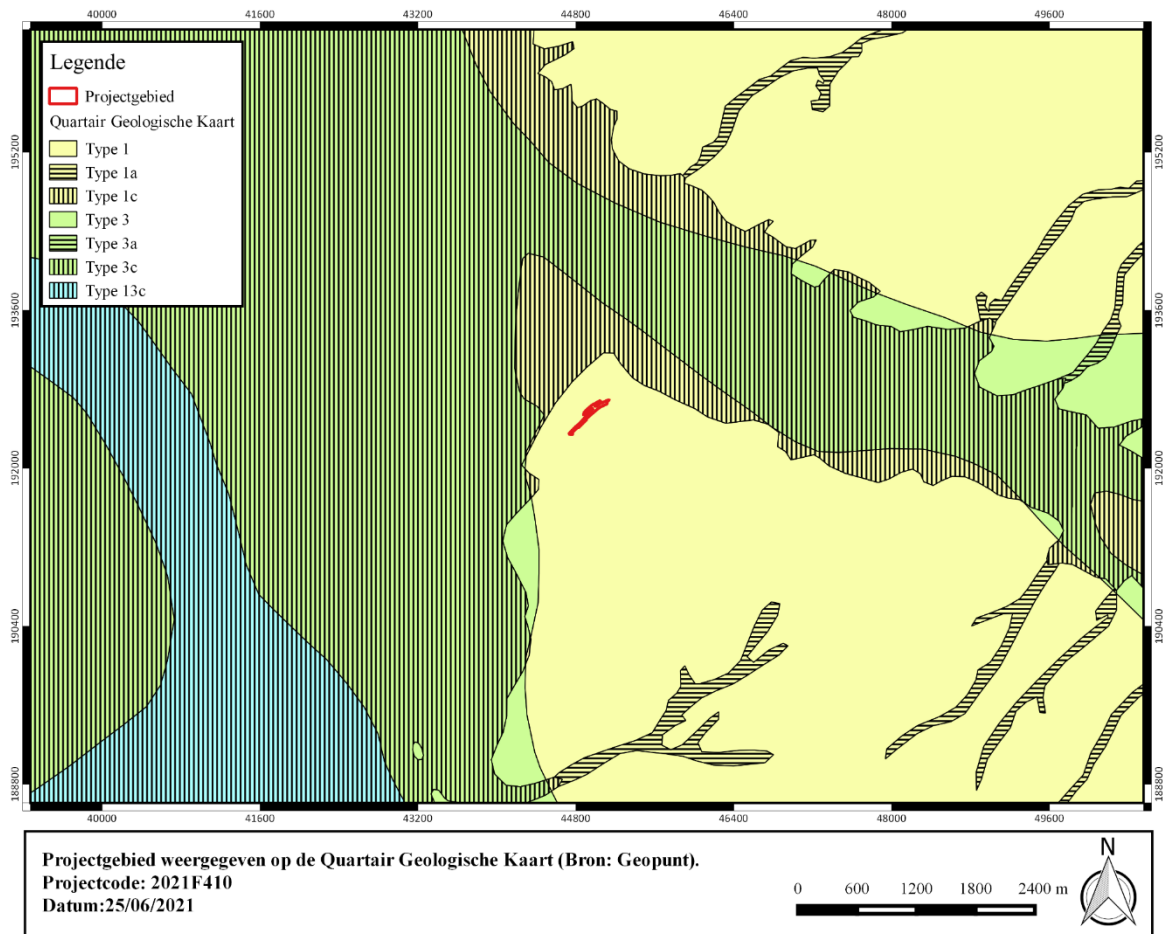 40000 41600 43200 44800 46400 48000 49600
Legende
Projectgebied
Quartair Geologische Kaart
Type 1
Type 1a
Type 1c
Type 3
Type 3a
Type 3c
Type 13c
195200 195200
193600 193600
192000 192000
190400 190400
188800 188800
40000 41600 43200 44800 46400 48000 49600
Projectgebied weergegeven op de Quartair Geologische Kaart (Bron: Geopunt).
Projectcode: 2021F410
Datum:25/06/2021
0 600 1200 1800 2400 m
N